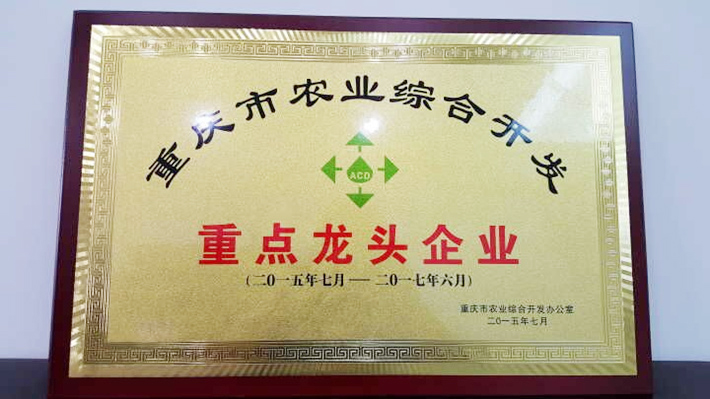 重庆市农业综合开发
ACD
重点龙头企业
(二〇一五年七月——二〇一七年六月)
重庆市农业综合开发办公室
二〇一五年七月